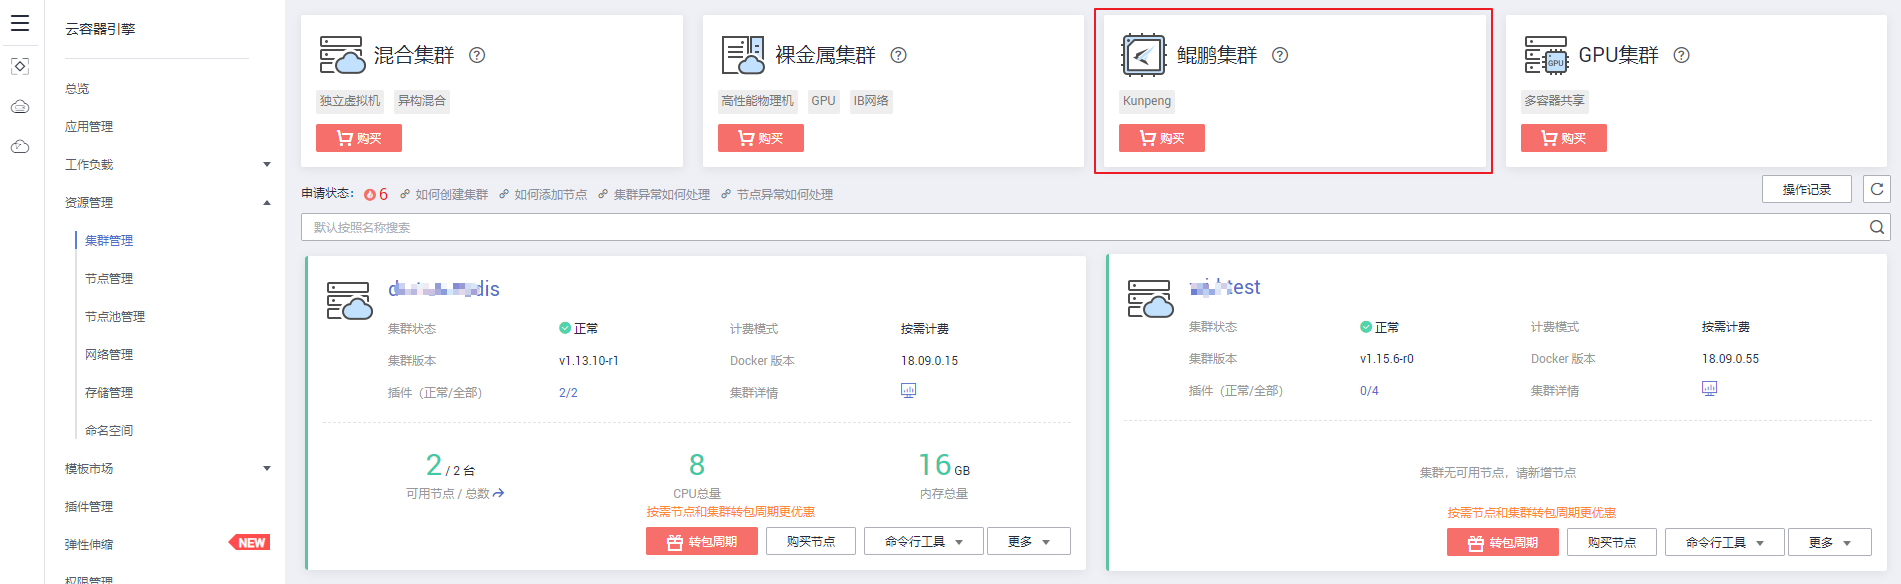 云容器引擎
总览
应用管理
工作负载
资源管理
集群管理
节点管理
节点池管理
网络管理
存储管理
命名空间
模板市场
插件管理
弹性伸缩 NEW
权限管理
混合集群
独立虚拟机 异构混合
购买
裸金属集群
高性能物理机 GPU IB网络
购买
鲲鹏集群
Kunpeng
购买
GPU集群
GPU
多容器共享
购买
申请状态: 6 如何创建集群 如何添加节点 集群异常如何处理 节点异常如何处理
操作记录
默认按照名称搜索
集群状态 正常 计费模式 按需计费
集群版本 v1.13.10-r1 Docker 版本 18.09.0.15
插件（正常/全部） 2/2 集群详情
2 / 2 台 8 16 GB
可用节点 / 总数 CPU总量 内存总量
按需节点和集群转包周期更优惠
转包周期 购买节点 命令行工具 更多
集群状态 正常 计费模式 按需计费
集群版本 v1.15.6-r0 Docker 版本 18.09.0.55
插件（正常/全部） 0/4 集群详情
集群无可用节点，请新增节点
按需节点和集群转包周期更优惠
转包周期 购买节点 命令行工具 更多